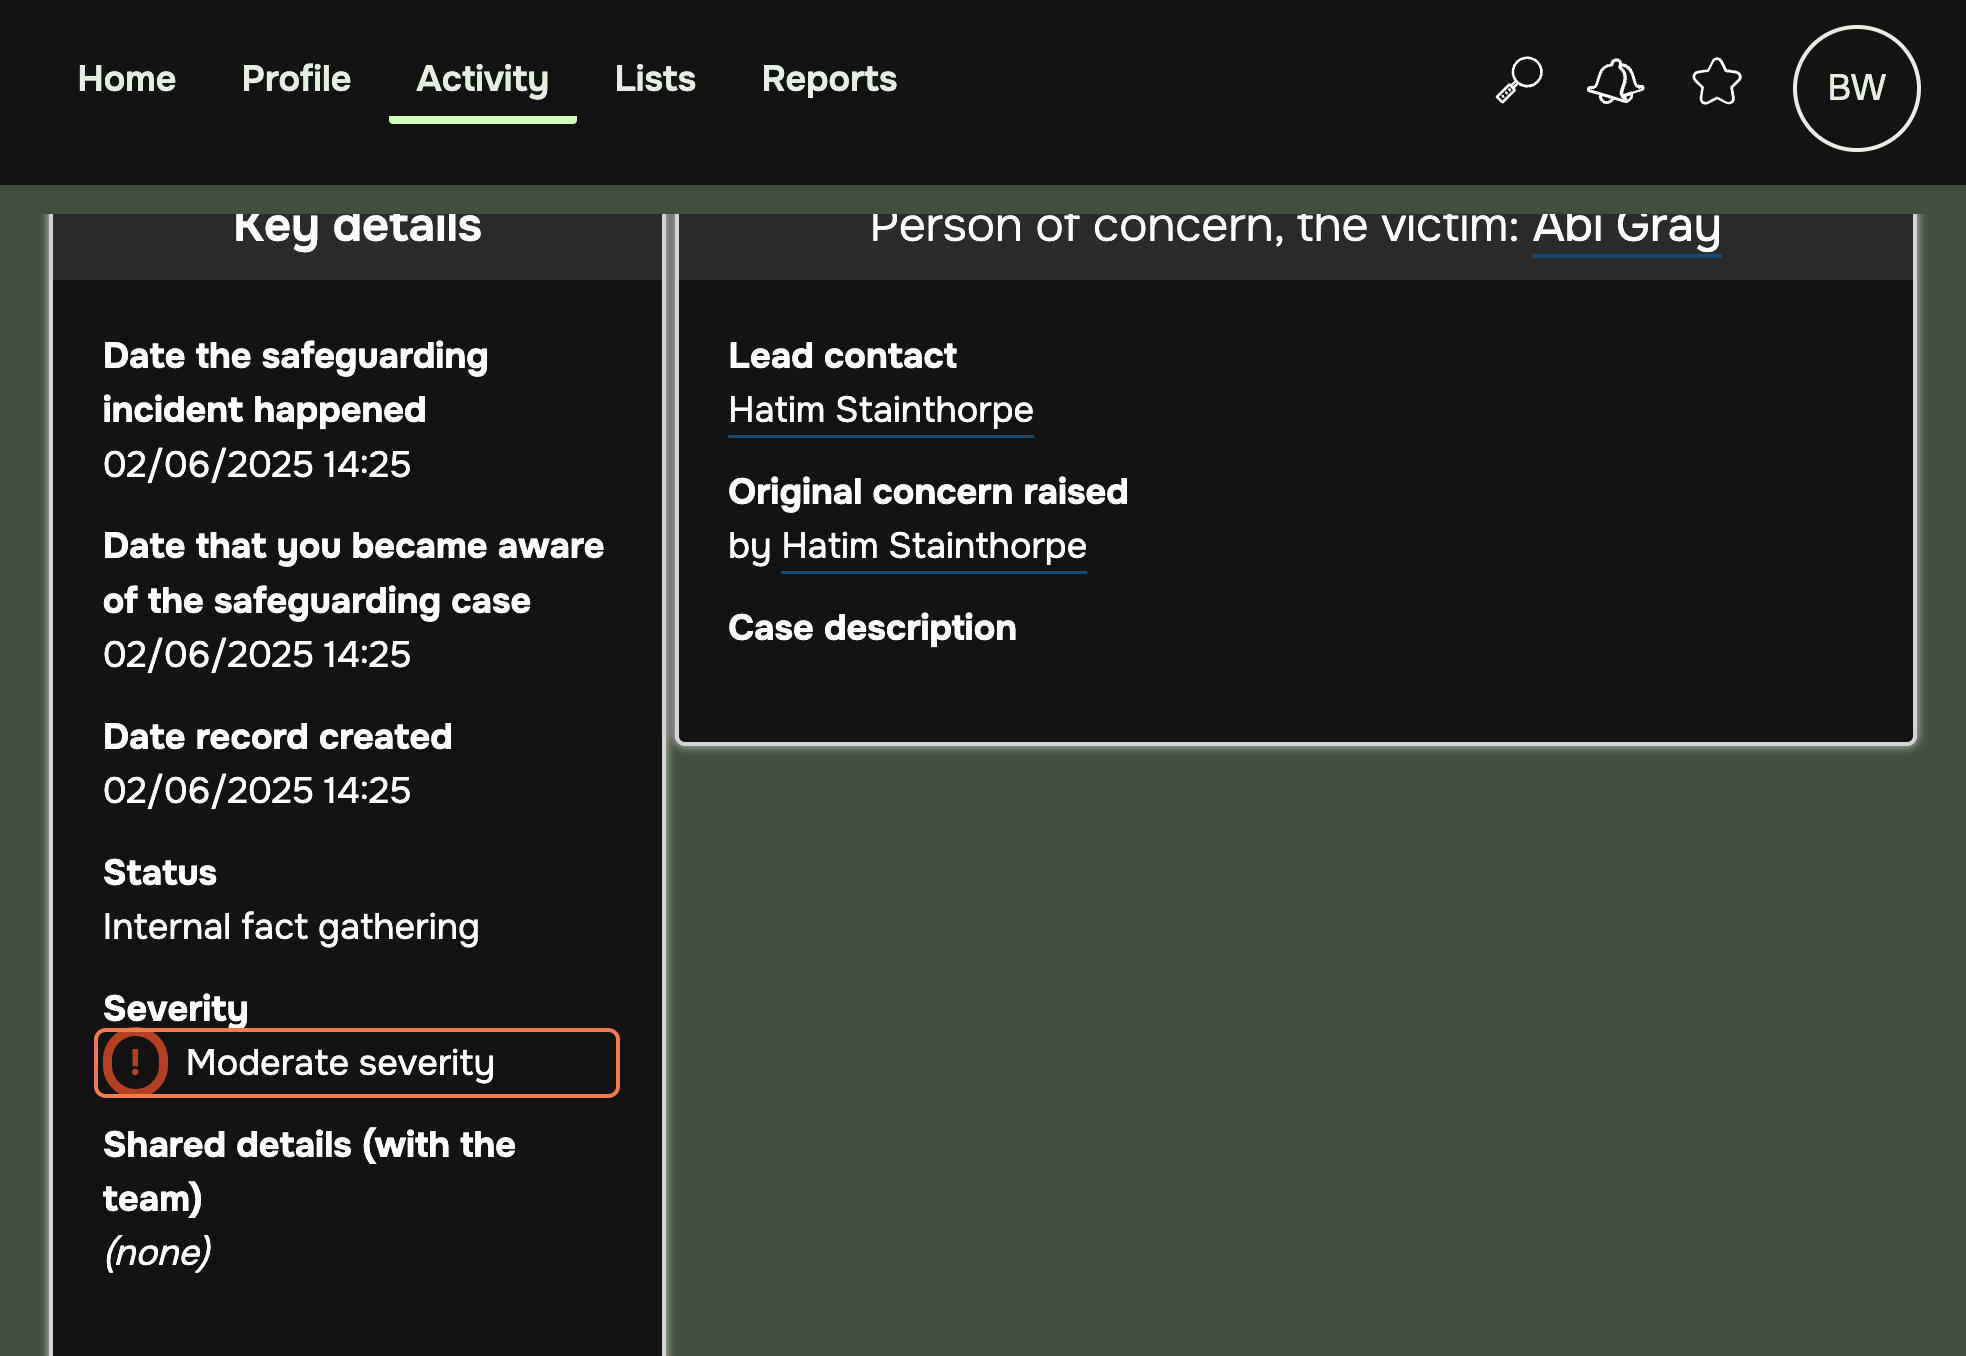 Home Profile Activity Lists Reports
BW
Key details
Date the safeguarding
incident happened
02/06/2025 14:25
Date that you became aware
of the safeguarding case
02/06/2025 14:25
Date record created
02/06/2025 14:25
Status
Internal fact gathering
Severity
! Moderate severity
Shared details (with the
team)
(none)
Person of concern, the victim: Abi Gray
Lead contact
Hatim Stainthorpe
Original concern raised
by Hatim Stainthorpe
Case description